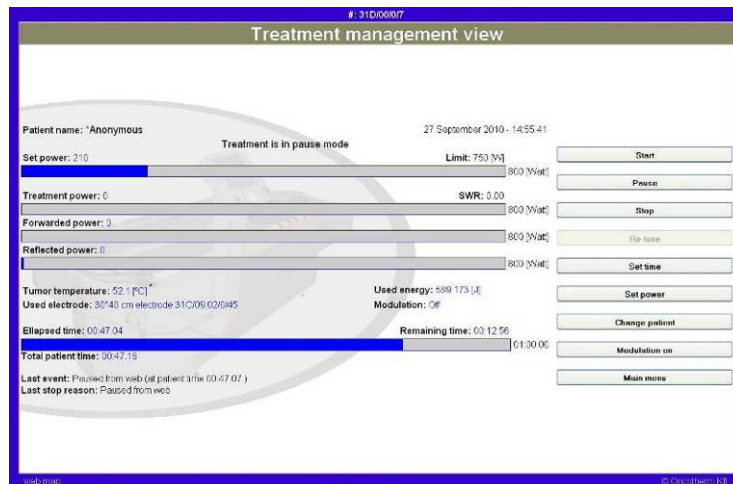 #: 31D/00/0/7
Treatment management view
Patient name: *Anonymous
27 September 2010 - 14:55:41
Treatment is in pause mode
Set power: 210
Limit: 750 [W]
800 [Watt]
Treatment power: 0
SWR: 0.00
800 [Watt]
Forwarded power: 0
800 [Watt]
Reflected power: 0
800 [Watt]
Tumor temperature: 52.1 [°C]*
Used energy: 589 173 [J]
Used electrode: 30*40 cm electrode 31C/09.02/0/45
Modulation: Off
Ellapsed time: 00:47:04
Remaining time: 00:12:56
01:00:00
Total patient time: 00:47:16
Last event: Paused from web (at patient time 00:47:07 )
Last stop reason: Paused from web
Start
Pause
Stop
Re-tune
Set time
Set power
Change patient
Modulation on
Main menu
web map
© Oncotherm Kft